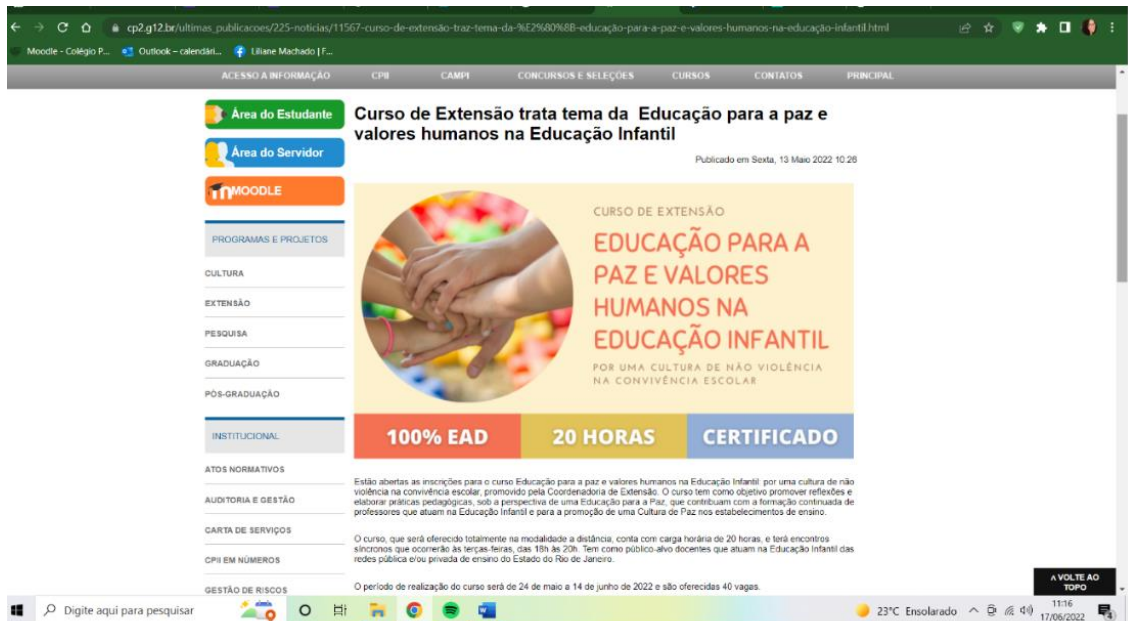 cp2.g12.br/ultimas_publicacoes/225-noticias/11567-curso-de-extensão-traz-tema-da-%E2%80%8B-educação-para-a-paz-e-valores-humanos-na-educação-infantil.html
Moodle - Colégio P...
Outlook – calendári...
Liliane Machado | F...
ACESSO A INFORMAÇÃO
CPII
CAMPI
CONCURSOS E SELEÇÕES
CURSOS
CONTATOS
PRINCIPAL
Área do Estudante
Área do Servidor
MOODLE
PROGRAMAS E PROJETOS
CULTURA
EXTENSÃO
PESQUISA
GRADUAÇÃO
PÓS-GRADUAÇÃO
INSTITUCIONAL
ATOS NORMATIVOS
AUDITORIA E GESTÃO
CARTA DE SERVIÇOS
CPII EM NÚMEROS
GESTÃO DE RISCOS
Curso de Extensão trata tema da Educação para a paz e
valores humanos na Educação Infantil
Publicado em Sexta, 13 Maio 2022 10:26
CURSO DE EXTENSÃO
EDUCAÇÃO PARA A
PAZ E VALORES
HUMANOS NA
EDUCAÇÃO INFANTIL
POR UMA CULTURA DE NÃO VIOLÊNCIA
NA CONVIVÊNCIA ESCOLAR
100% EAD
20 HORAS
CERTIFICADO
Estão abertas as inscrições para o curso Educação para a paz e valores humanos na Educação Infantil: por uma cultura de não
violência na convivência escolar, promovido pela Coordenadoria de Extensão. O curso tem como objetivo promover reflexões e
elaborar práticas pedagógicas, sob a perspectiva de uma Educação para a Paz, que contribuam com a formação continuada de
professores que atuam na Educação Infantil e para a promoção de uma Cultura de Paz nos estabelecimentos de ensino.
O curso, que será oferecido totalmente na modalidade a distância, conta com carga horária de 20 horas, e terá encontros
síncronos que ocorrerão às terças-feiras, das 18h às 20h. Tem como público-alvo docentes que atuam na Educação Infantil das
redes pública e/ou privada de ensino do Estado do Rio de Janeiro.
O período de realização do curso será de 24 de maio a 14 de junho de 2022 e são oferecidas 40 vagas.
VOLTE AO
TOPO
Digite aqui para pesquisar
23°C Ensolarado
11:16
17/06/2022